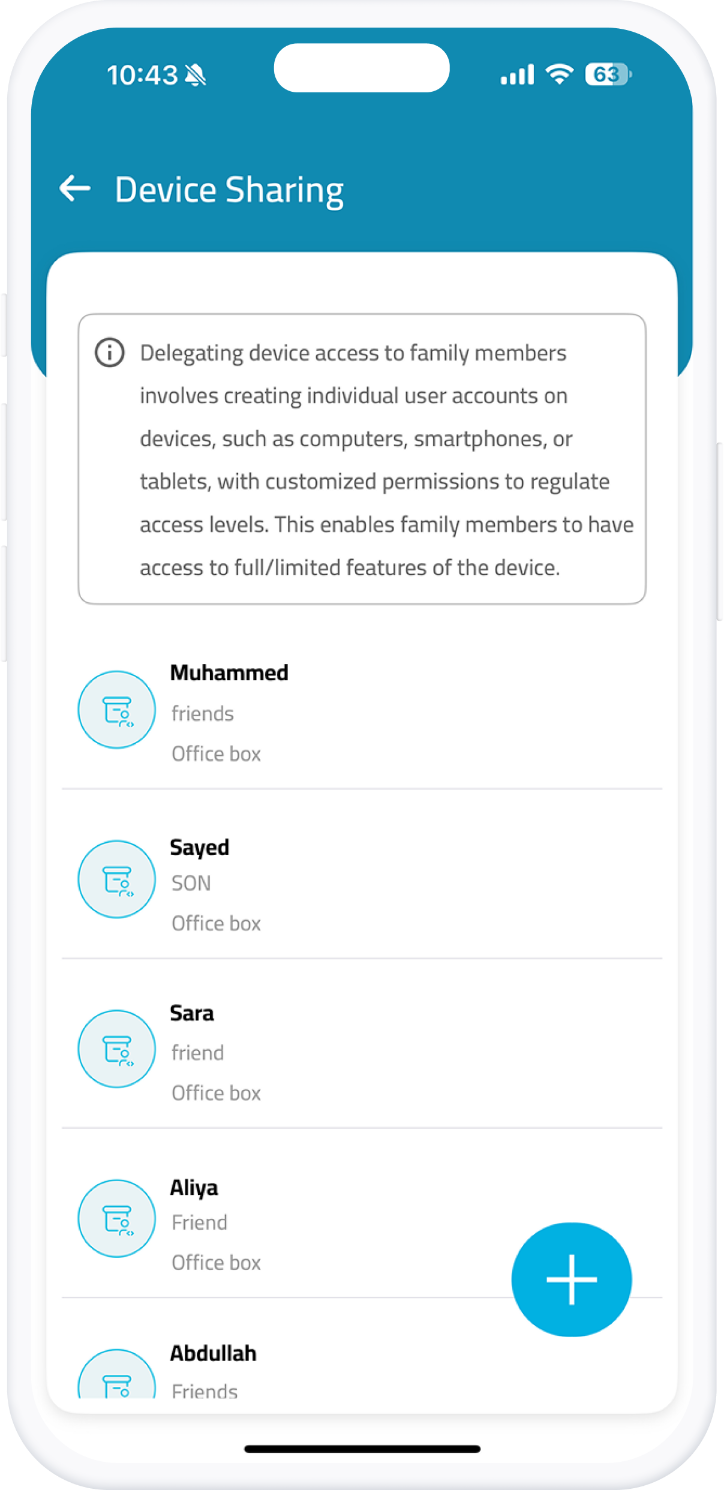 10:43
63
Device Sharing
Delegating device access to family members
involves creating individual user accounts on
devices, such as computers, smartphones, or
tablets, with customized permissions to regulate
access levels. This enables family members to have
access to full/limited features of the device.
Muhammed
friends
Office box
Sayed
SON
Office box
Sara
friend
Office box
Aliya
Friend
Office box
Abdullah
Friends